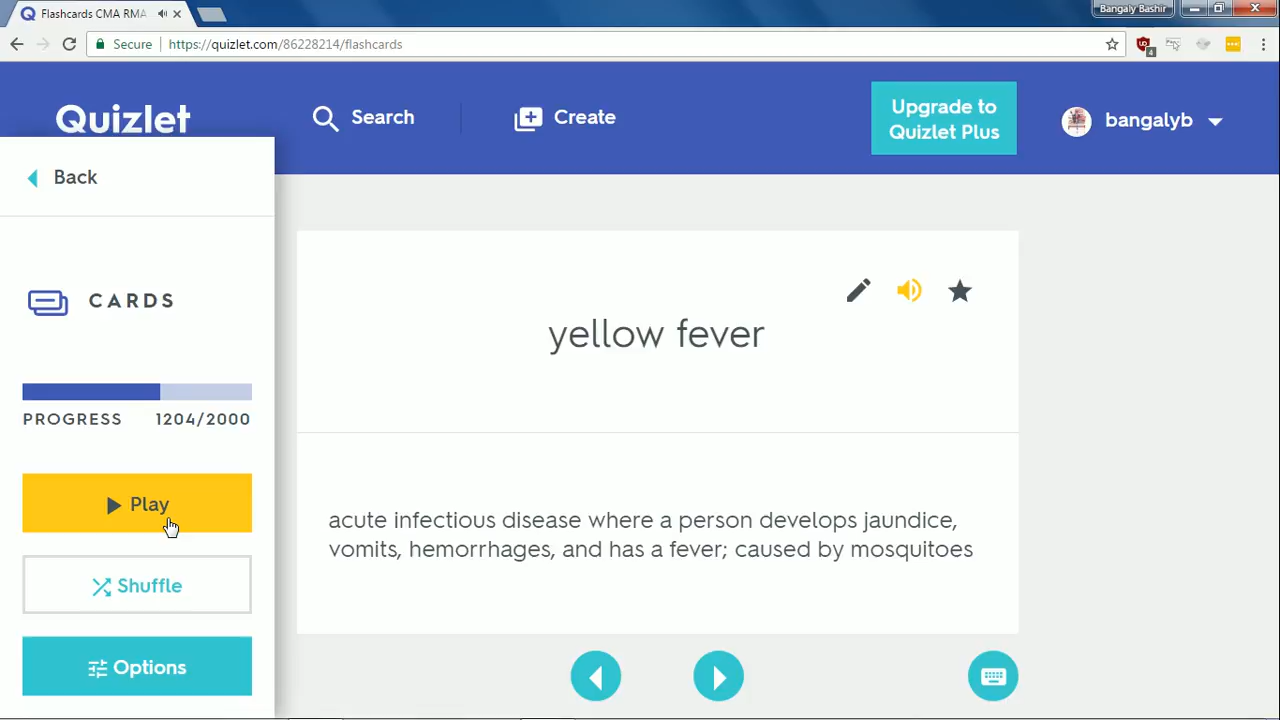 Flashcards CMA RMA
Bangaly Bashir
Secure https://quizlet.com/86228214/flashcards
4
Quizlet
Search
Create
Upgrade to
Quizlet Plus
bangalyb
Back
CARDS
PROGRESS 1204/2000
Play
Shuffle
Options
yellow fever
acute infectious disease where a person develops jaundice,
vomits, hemorrhages, and has a fever; caused by mosquitoes